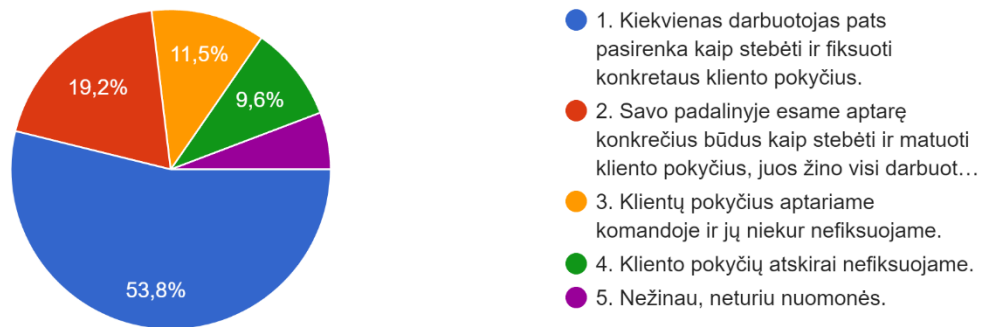 11,5%
19,2%
9,6%
53,8%
1. Kiekvienas darbuotojas pats
pasirenka kaip stebėti ir fiksuoti
konkretaus kliento pokyčius.
2. Savo padalinyje esame aptarę
konkrečius būdus kaip stebėti ir matuoti
kliento pokyčius, juos žino visi darbuot…
3. Klientų pokyčius aptariame
komandoje ir jų niekur nefiksuojame.
4. Kliento pokyčių atskirai nefiksuojame.
5. Nežinau, neturiu nuomonės.